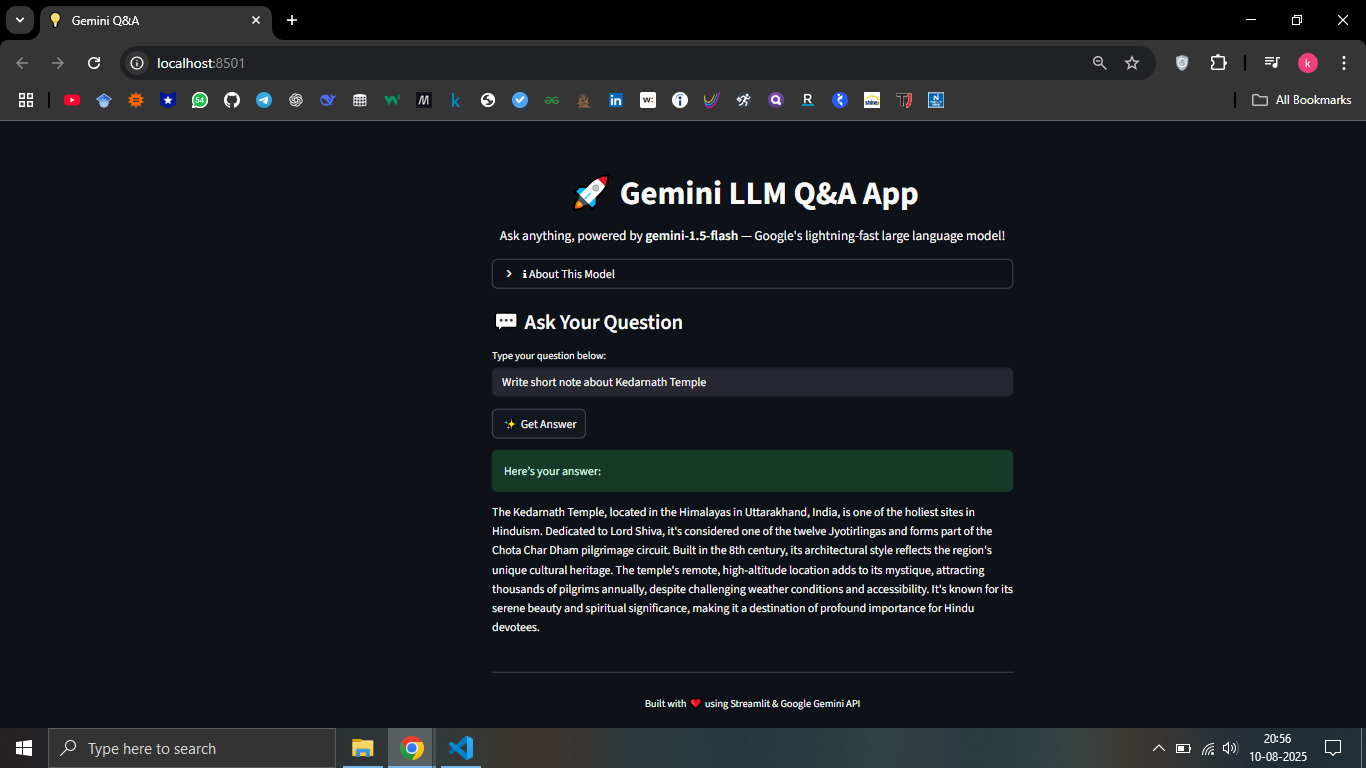 Gemini Q&A
localhost:8501
All Bookmarks
Gemini LLM Q&A App
Ask anything, powered by gemini-1.5-flash — Google's lightning-fast large language model!
About This Model
Ask Your Question
Type your question below:
Write short note about Kedarnath Temple
Get Answer
Here's your answer:
The Kedarnath Temple, located in the Himalayas in Uttarakhand, India, is one of the holiest sites in
Hinduism. Dedicated to Lord Shiva, it's considered one of the twelve Jyotirlingas and forms part of the
Chota Char Dham pilgrimage circuit. Built in the 8th century, its architectural style reflects the region's
unique cultural heritage. The temple's remote, high-altitude location adds to its mystique, attracting
thousands of pilgrims annually, despite challenging weather conditions and accessibility. It's known for its
serene beauty and spiritual significance, making it a destination of profound importance for Hindu
devotees.
Built with ❤️ using Streamlit & Google Gemini API
Type here to search
20:56
10-08-2025